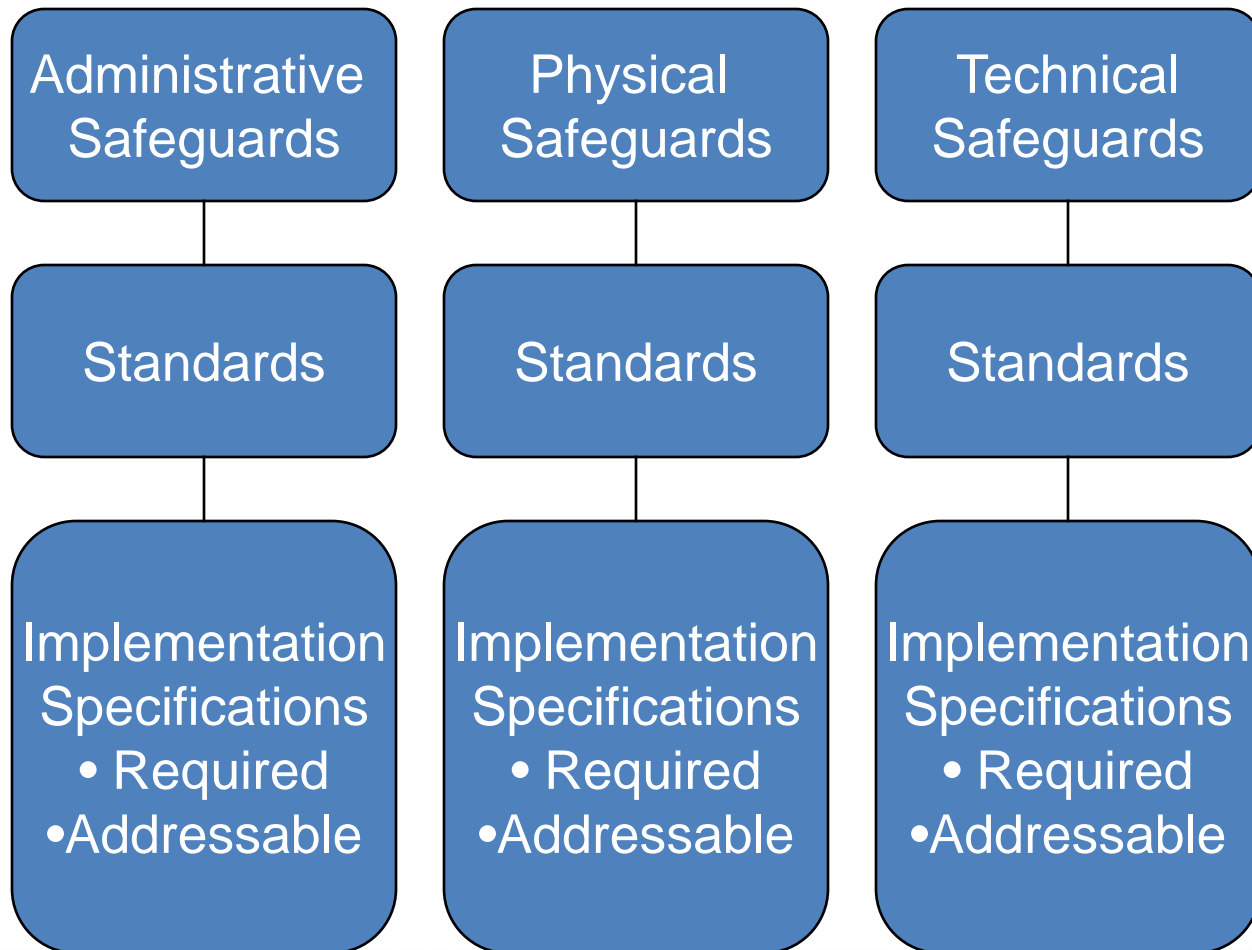 Administrative
Safeguards
Physical
Safeguards
Technical
Safeguards
Standards
Standards
Standards
Implementation
Specifications
• Required
•Addressable
Implementation
Specifications
• Required
•Addressable
Implementation
Specifications
• Required
•Addressable